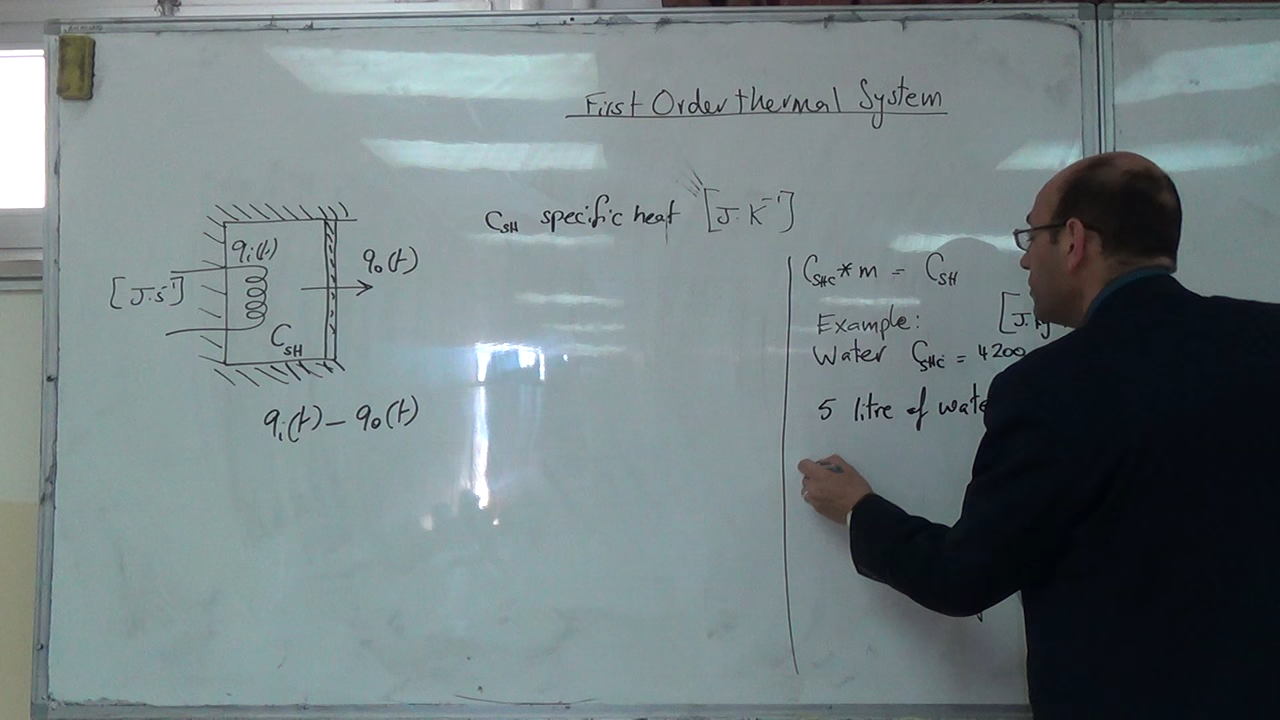 First Order thermal System
C_SH specific heat [J·K⁻¹]
q_i(t)
q_o(t)
[J·s⁻¹]
C_SH
q_i(t) - q_o(t)
C_SHC * m = C_SH
Example: [J·kg
Water C_SHC = 4200
5 litre of water